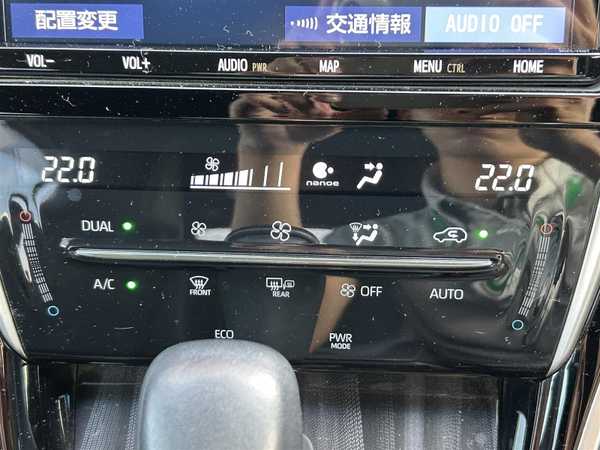 配置変更 交通情報 AUDIO OFF
VOL− VOL+ AUDIO PWR MAP MENU CTRL HOME
22.0 nanoe 22.0
DUAL
A/C FRONT REAR OFF AUTO
ECO PWR MODE